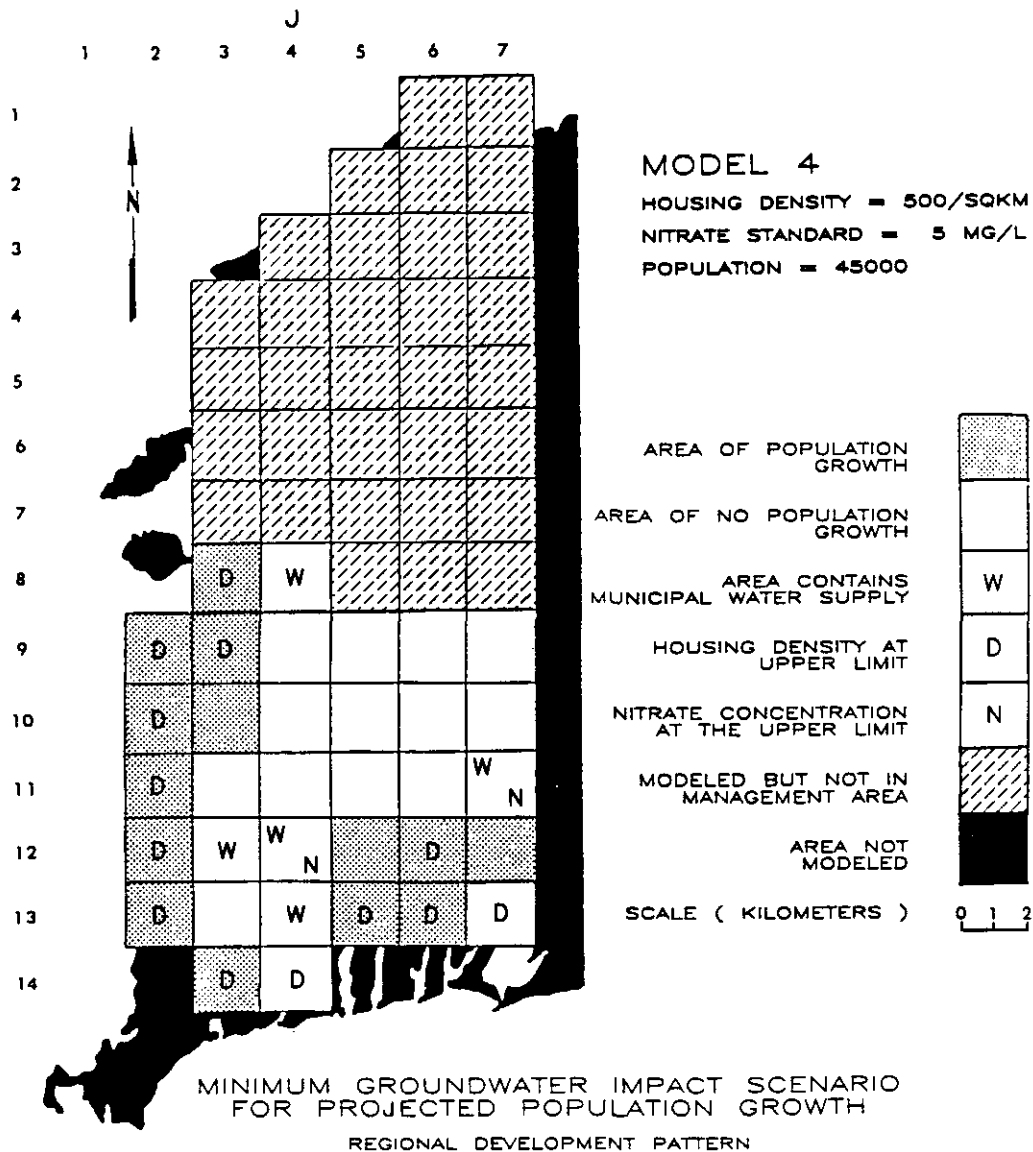 J
1 2 3 4 5 6 7
1
2
3
4
5
6
7
8
9
10
11
12
13
14
N
D W
D D
D
D W N
D W W N D
D W D D D
D D
MODEL 4
HOUSING DENSITY = 500/SQKM
NITRATE STANDARD = 5 MG/L
POPULATION = 45000
AREA OF POPULATION
GROWTH
AREA OF NO POPULATION
GROWTH
AREA CONTAINS
MUNICIPAL WATER SUPPLY
W
HOUSING DENSITY AT
UPPER LIMIT
D
NITRATE CONCENTRATION
AT THE UPPER LIMIT
N
MODELED BUT NOT IN
MANAGEMENT AREA
AREA NOT
MODELED
SCALE ( KILOMETERS )
0 1 2
MINIMUM GROUNDWATER IMPACT SCENARIO
FOR PROJECTED POPULATION GROWTH
REGIONAL DEVELOPMENT PATTERN